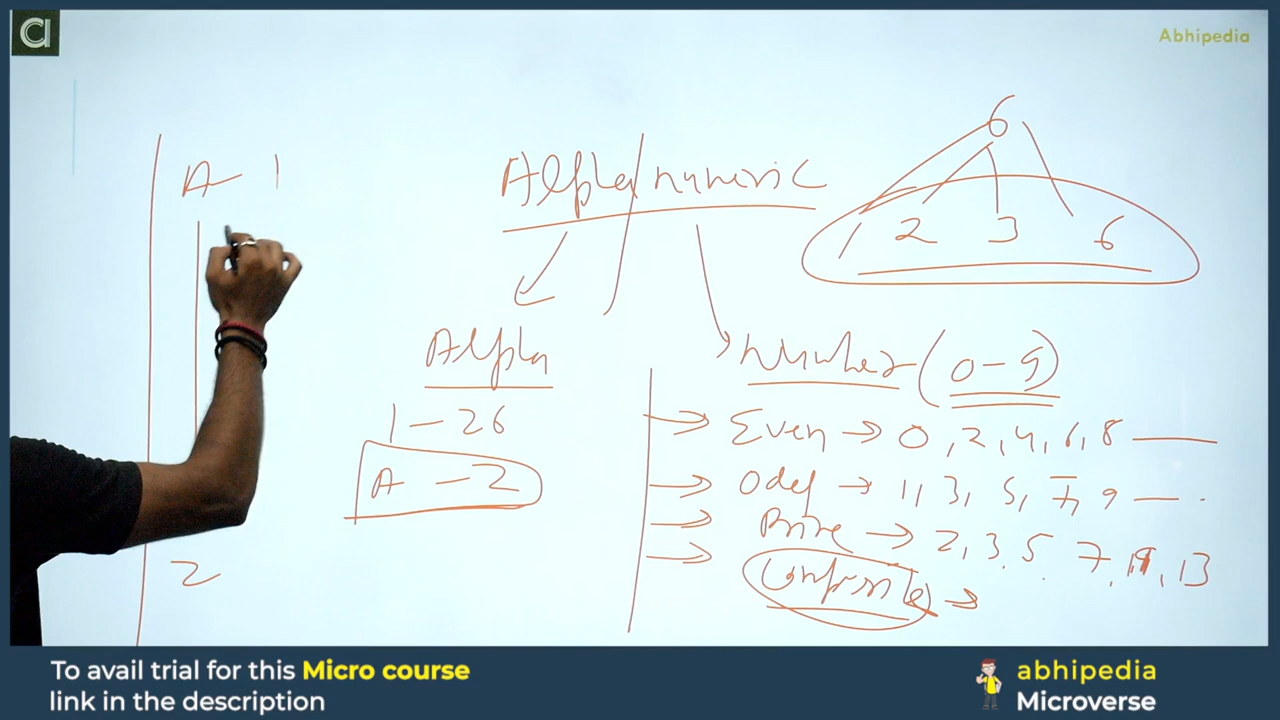 a
Abhipedia
A - 1
2
Alpha/numeric
6
1 2 3 6
Alpha
1 - 26
A - Z
Number (0 - 9)
Even → 0, 2, 4, 6, 8
Odd → 1, 3, 5, 7, 9
Prime → 2, 3, 5, 7, 11, 13
Composite →
To avail trial for this Micro course
link in the description
abhipedia
Microverse